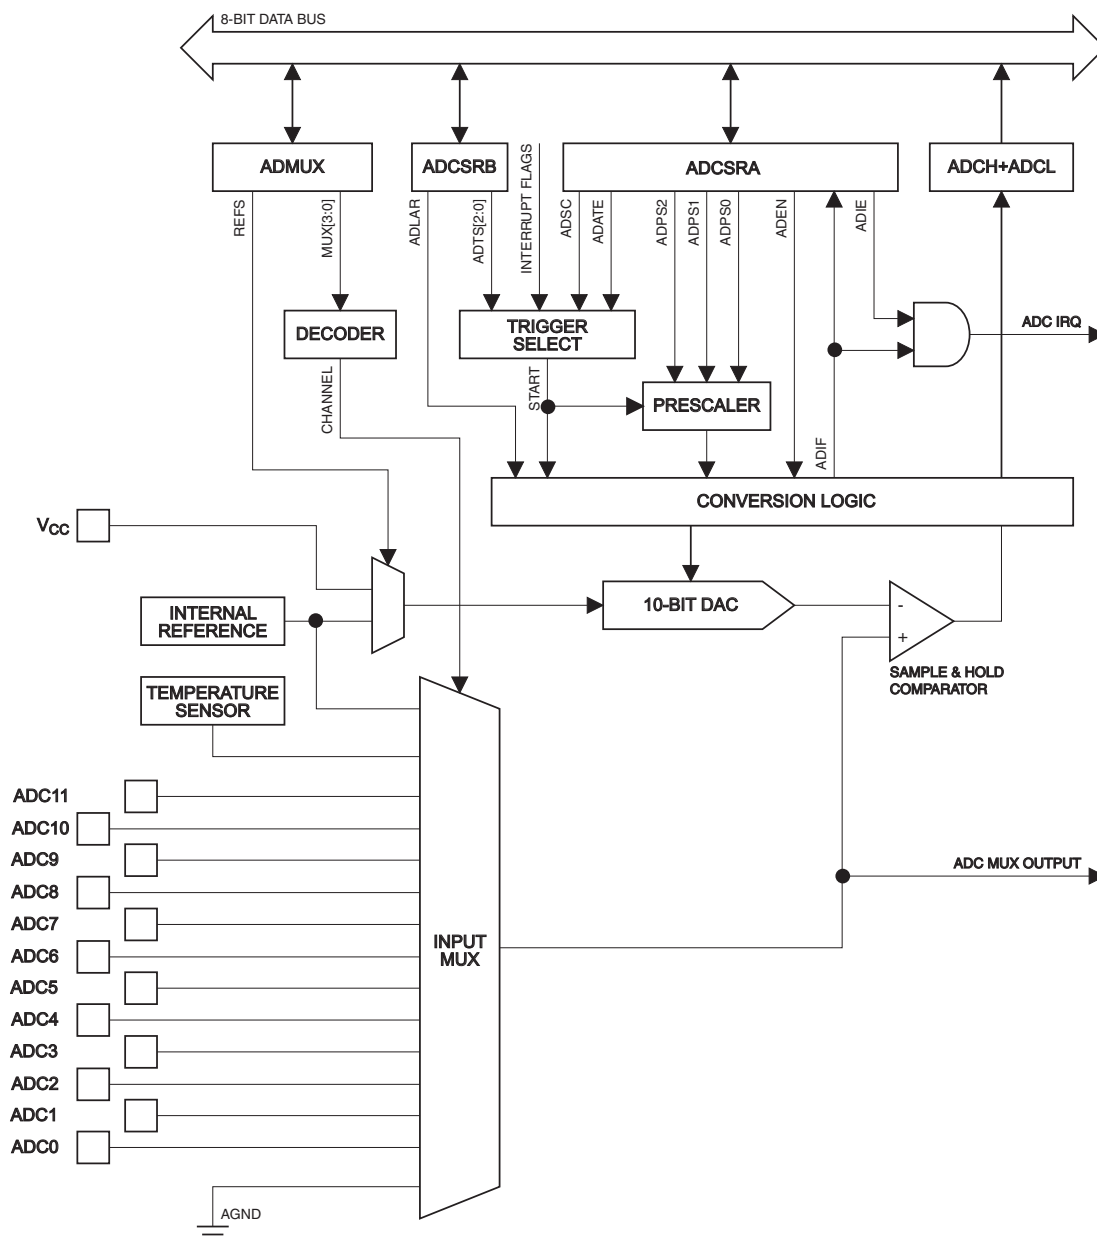 8-BIT DATA BUS
ADMUX
ADCSRB
ADCSRA
ADCH+ADCL
REFS
MUX[3:0]
ADLAR
ADTS[2:0]
INTERRUPT FLAGS
ADSC
ADATE
ADPS2
ADPS1
ADPS0
ADEN
ADIE
DECODER
TRIGGER
SELECT
ADC IRQ
CHANNEL
START
PRESCALER
ADIF
CONVERSION LOGIC
VCC
INTERNAL
REFERENCE
10-BIT DAC
-
+
SAMPLE & HOLD
COMPARATOR
TEMPERATURE
SENSOR
ADC11
ADC10
ADC9
ADC8
ADC7
ADC6
ADC5
ADC4
ADC3
ADC2
ADC1
ADC0
INPUT
MUX
ADC MUX OUTPUT
AGND